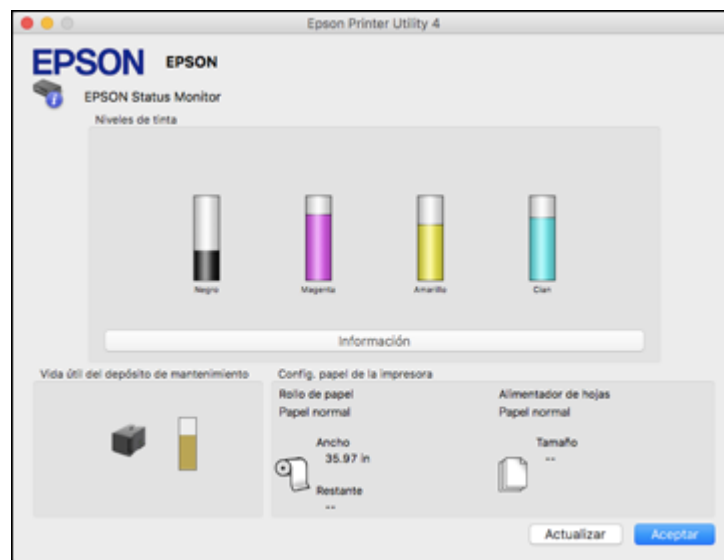 Epson Printer Utility 4
EPSON EPSON
EPSON Status Monitor
Niveles de tinta
Negro Magenta Amarillo Cian
Información
Vida útil del depósito de mantenimiento
Config. papel de la impresora
Rollo de papel
Papel normal
Ancho
35.97 in
Restante
--
Alimentador de hojas
Papel normal
Tamaño
--
Actualizar Aceptar